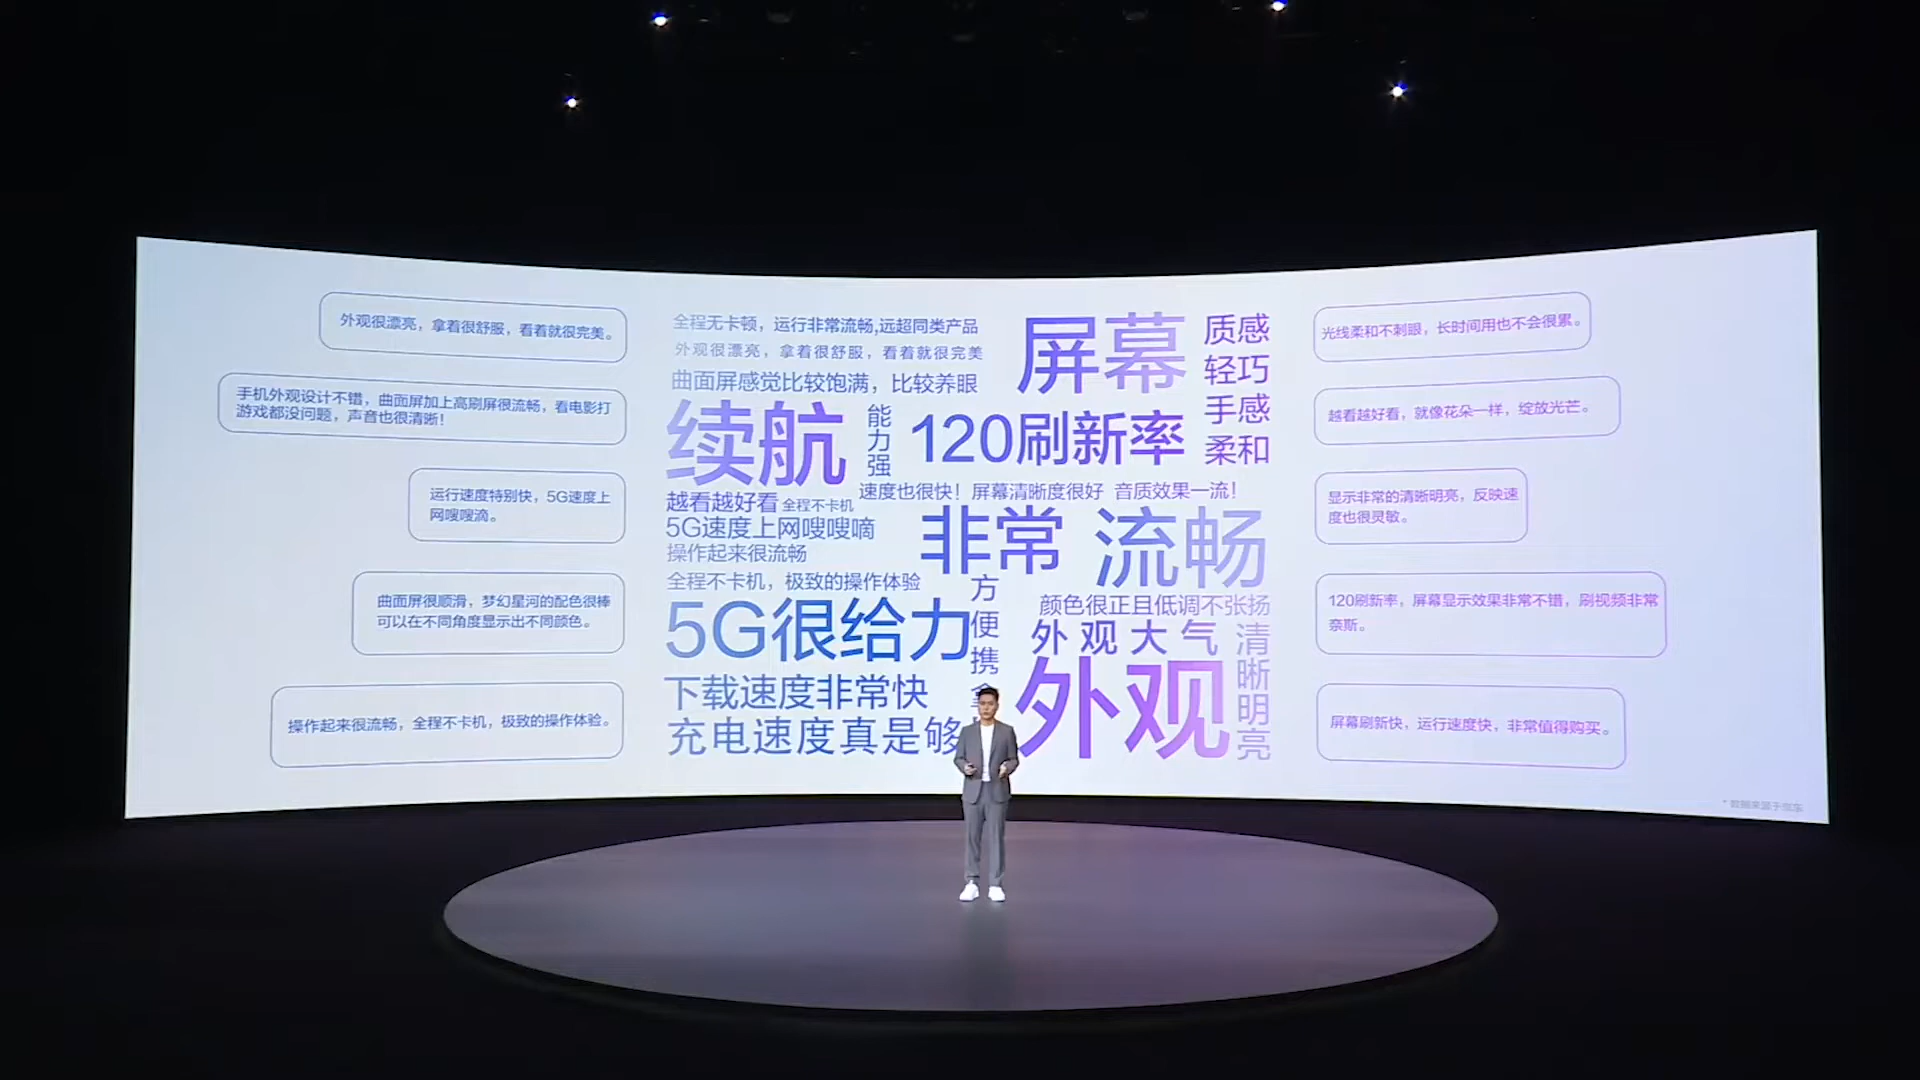 外观很漂亮，拿着很舒服，看着就很完美。
手机外观设计不错，曲面屏加上高刷屏很流畅，看电影打
游戏都没问题，声音也很清晰！
运行速度特别快，5G速度上
网嗖嗖滴。
曲面屏很顺滑，梦幻星河的配色很棒
可以在不同角度显示出不同颜色。
操作起来很流畅，全程不卡机，极致的操作体验。
全程无卡顿，运行非常流畅,远超同类产品
外观很漂亮，拿着很舒服，看着就很完美
曲面屏感觉比较饱满，比较养眼
屏幕
质感
轻巧
手感
柔和
续航
能力强
120刷新率
越看越好看
全程不卡机
速度也很快！
屏幕清晰度很好
音质效果一流！
5G速度上网嗖嗖嘀
操作起来很流畅
非常
流畅
全程不卡机，极致的操作体验
5G很给力
方便携
颜色很正且低调不张扬
外观大气
清晰明亮
下载速度非常快
外观
充电速度真是够
光线柔和不刺眼，长时间用也不会很累。
越看越好看，就像花朵一样，绽放光芒。
显示非常的清晰明亮，反映速
度也很灵敏。
120刷新率，屏幕显示效果非常不错，刷视频非常
奈斯。
屏幕刷新快，运行速度快，非常值得购买。